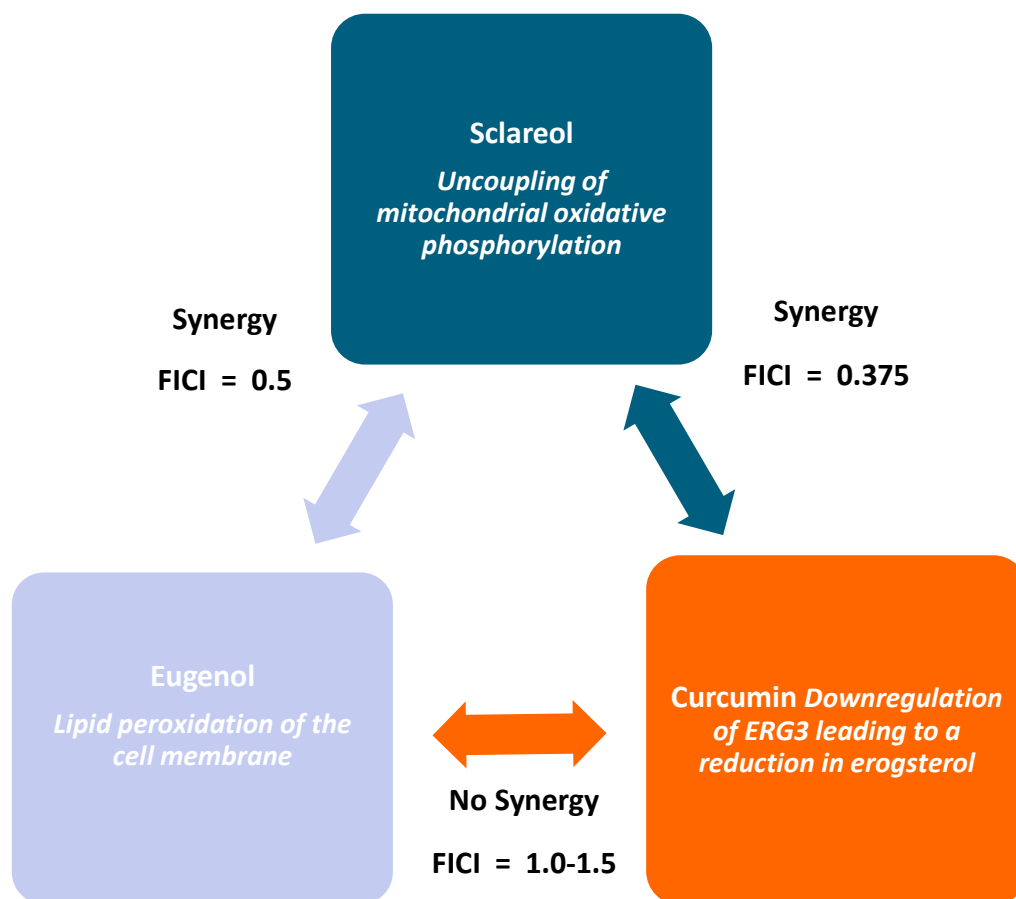 Sclareol
Uncoupling of
mitochondrial oxidative
phosphorylation
Synergy
FICI = 0.5
Synergy
FICI = 0.375
Eugenol
Lipid peroxidation of the
cell membrane
Curcumin Downregulation
of ERG3 leading to a
reduction in erogsterol
No Synergy
FICI = 1.0-1.5